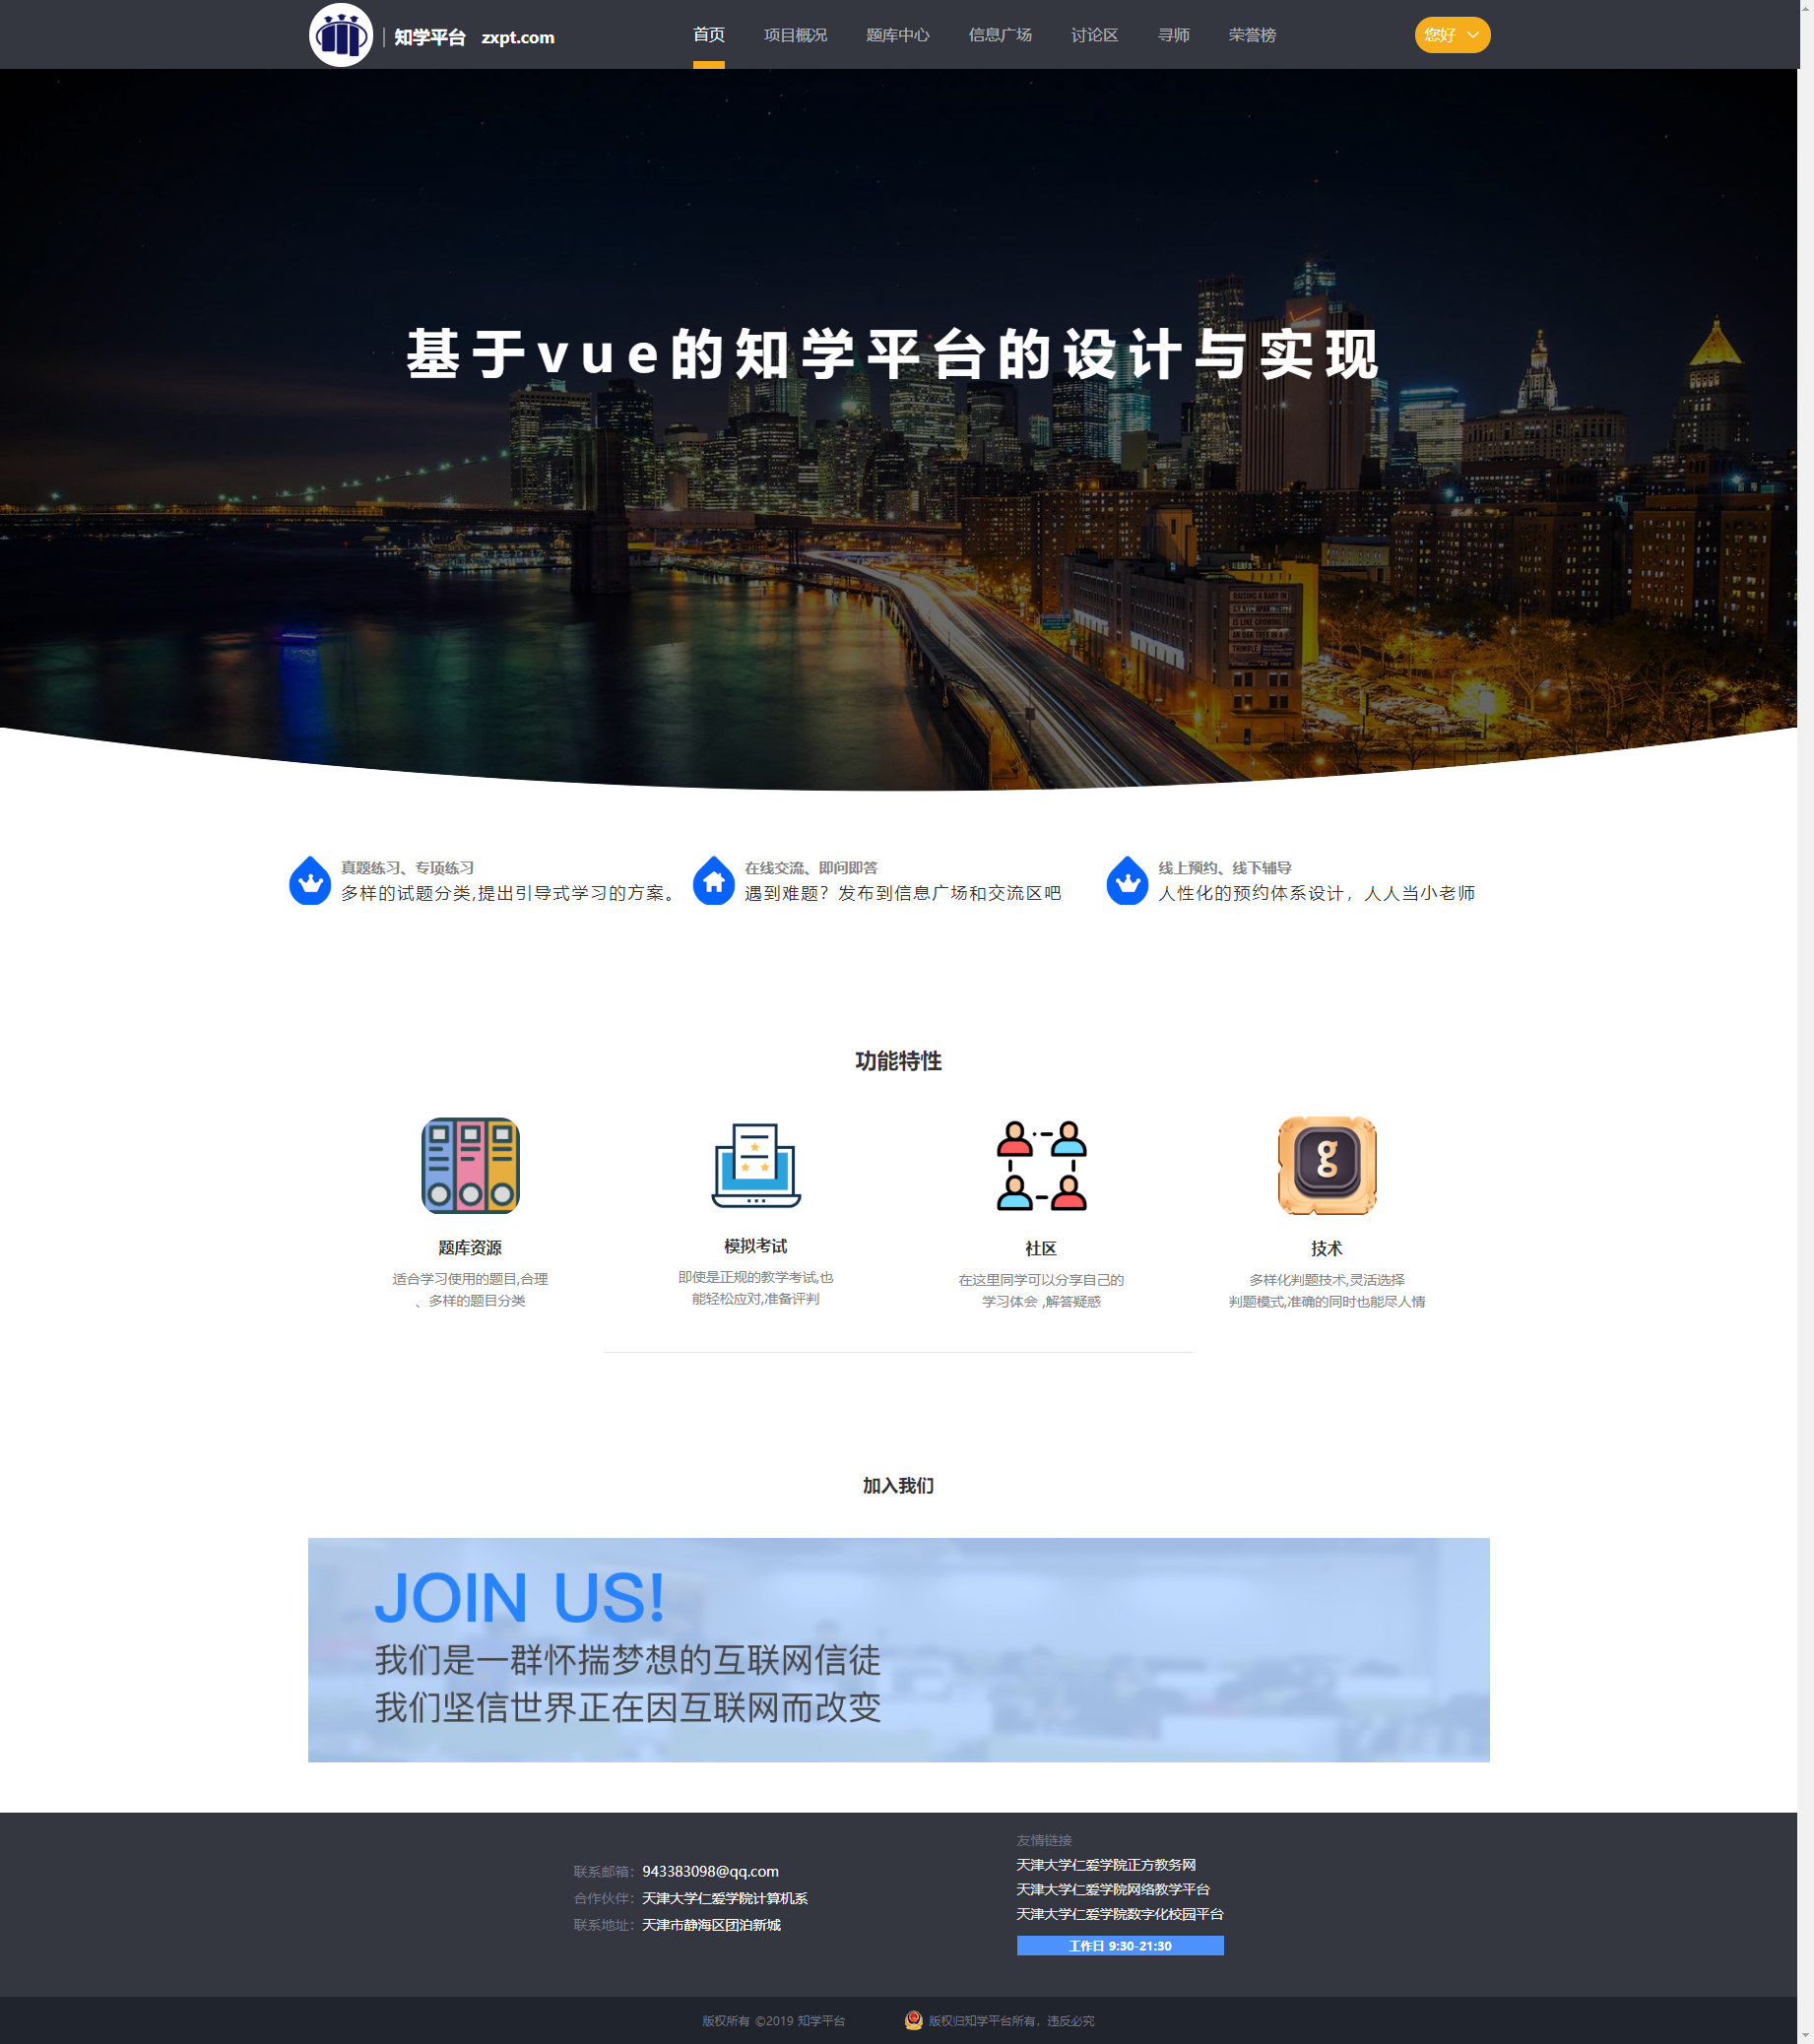 知学平台 zxpt.com
首页 项目概况 题库中心 信息广场 讨论区 寻师 荣誉榜 您好
基于vue的知学平台的设计与实现
RAISING A BABY IN
IS LIKE GROWING
AN OAK TREE IN A
THIMBLE
真题练习、专项练习
多样的试题分类,提出引导式学习的方案。
在线交流、即问即答
遇到难题？发布到信息广场和交流区吧
线上预约、线下辅导
人性化的预约体系设计，人人当小老师
功能特性
g
题库资源
适合学习使用的题目,合理
、多样的题目分类
模拟考试
即使是正规的教学考试,也
能轻松应对,准备评判
社区
在这里同学可以分享自己的
学习体会 ,解答疑惑
技术
多样化判题技术,灵活选择
判题模式,准确的同时也能尽人情
加入我们
JOIN US!
我们是一群怀揣梦想的互联网信徒
我们坚信世界正在因互联网而改变
联系邮箱：943383098@qq.com
合作伙伴：天津大学仁爱学院计算机系
联系地址：天津市静海区团泊新城
友情链接
天津大学仁爱学院正方教务网
天津大学仁爱学院网络教学平台
天津大学仁爱学院数字化校园平台
工作日 9:30-21:30
版权所有 ©2019 知学平台
版权归知学平台所有，违反必究